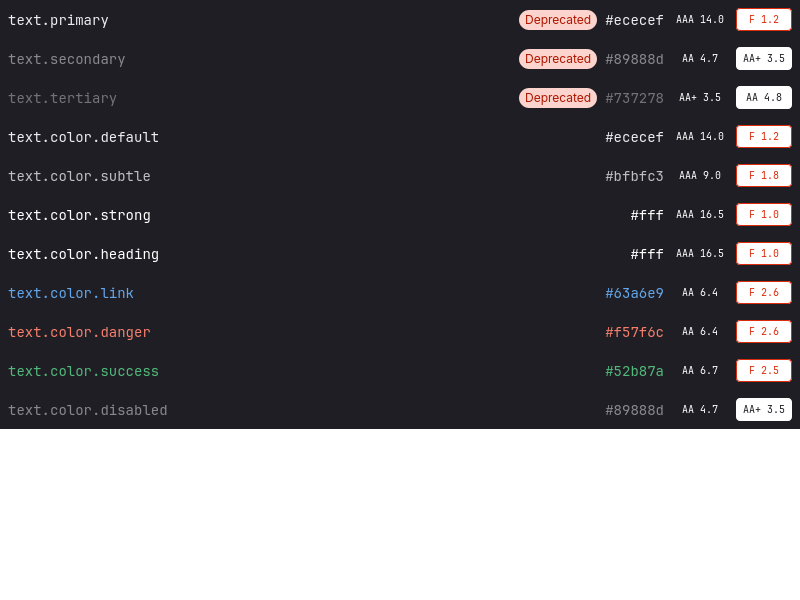 text.primary Deprecated #ececef AAA 14.0 F 1.2
text.secondary Deprecated #89888d AA 4.7 AA+ 3.5
text.tertiary Deprecated #737278 AA+ 3.5 AA 4.8
text.color.default #ececef AAA 14.0 F 1.2
text.color.subtle #bfbfc3 AAA 9.0 F 1.8
text.color.strong #fff AAA 16.5 F 1.0
text.color.heading #fff AAA 16.5 F 1.0
text.color.link #63a6e9 AA 6.4 F 2.6
text.color.danger #f57f6c AA 6.4 F 2.6
text.color.success #52b87a AA 6.7 F 2.5
text.color.disabled #89888d AA 4.7 AA+ 3.5